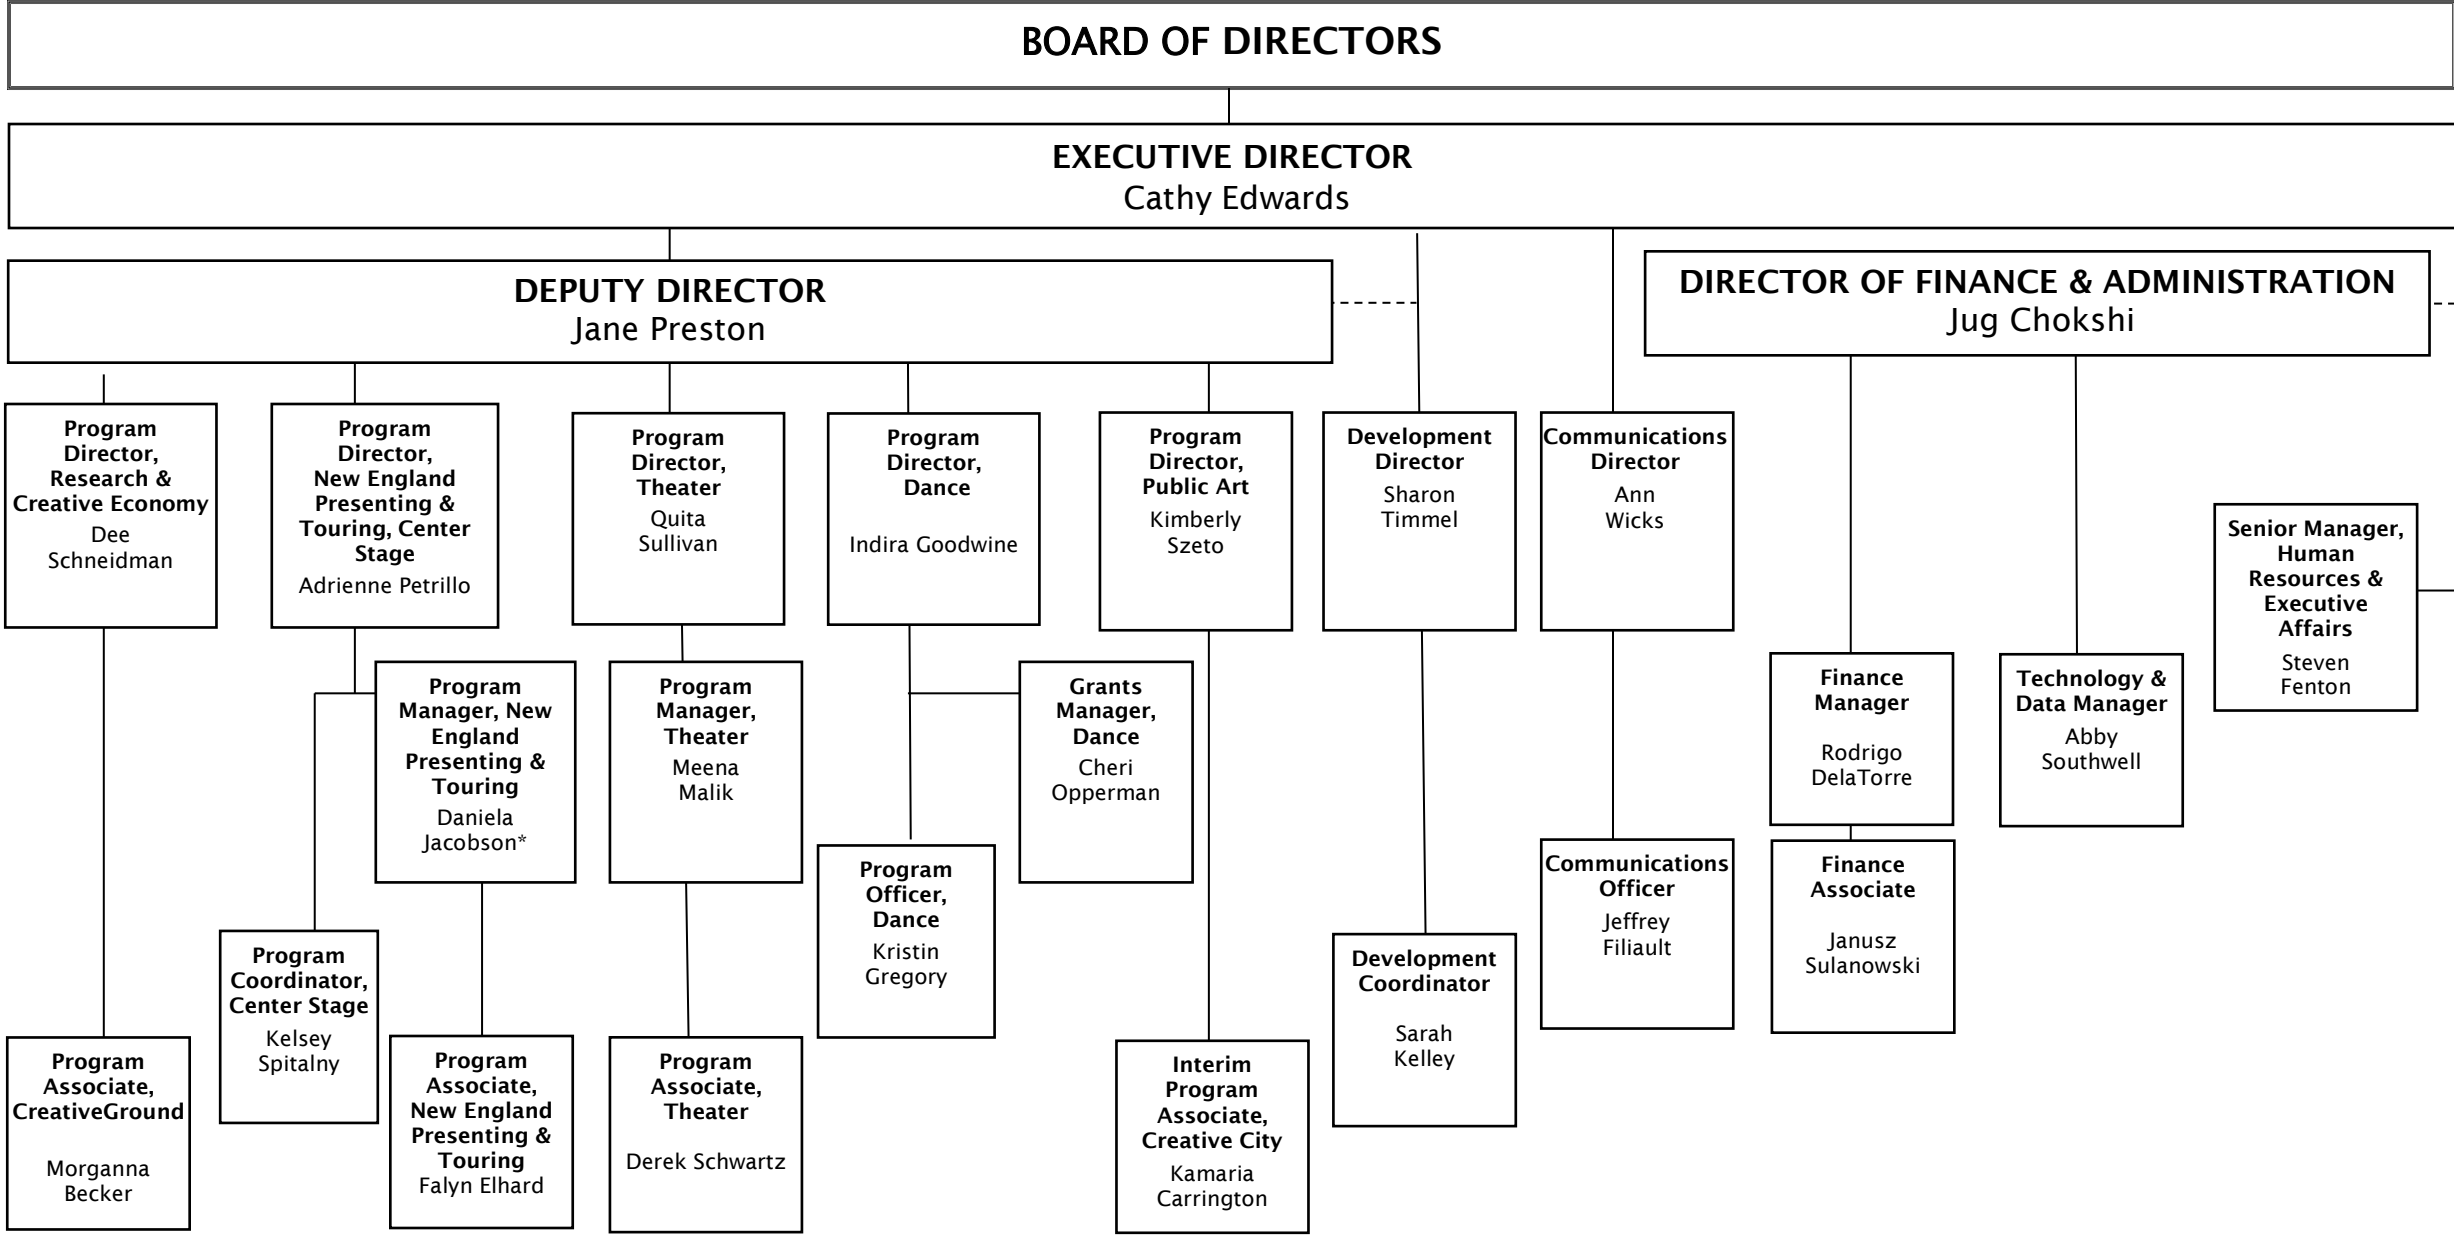 BOARD OF DIRECTORS
EXECUTIVE DIRECTOR
Cathy Edwards
DEPUTY DIRECTOR
Jane Preston
DIRECTOR OF FINANCE & ADMINISTRATION
Jug Chokshi
Program
Director,
Research &
Creative Economy
Dee
Schneidman
Program
Director,
New England
Presenting &
Touring, Center
Stage
Adrienne Petrillo
Program
Director,
Theater
Quita
Sullivan
Program
Director,
Dance
Indira Goodwine
Program
Director,
Public Art
Kimberly
Szeto
Development
Director
Sharon
Timmel
Communications
Director
Ann
Wicks
Senior Manager,
Human
Resources &
Executive
Affairs
Steven
Fenton
Program
Manager, New
England
Presenting &
Touring
Daniela
Jacobson*
Program
Manager,
Theater
Meena
Malik
Grants
Manager,
Dance
Cheri
Opperman
Finance
Manager
Rodrigo
DelaTorre
Technology &
Data Manager
Abby
Southwell
Program
Officer,
Dance
Kristin
Gregory
Communications
Officer
Jeffrey
Filiault
Finance
Associate
Janusz
Sulanowski
Program
Coordinator,
Center Stage
Kelsey
Spitalny
Development
Coordinator
Sarah
Kelley
Program
Associate,
CreativeGround
Morganna
Becker
Program
Associate,
New England
Presenting &
Touring
Falyn Elhard
Program
Associate,
Theater
Derek Schwartz
Interim
Program
Associate,
Creative City
Kamaria
Carrington